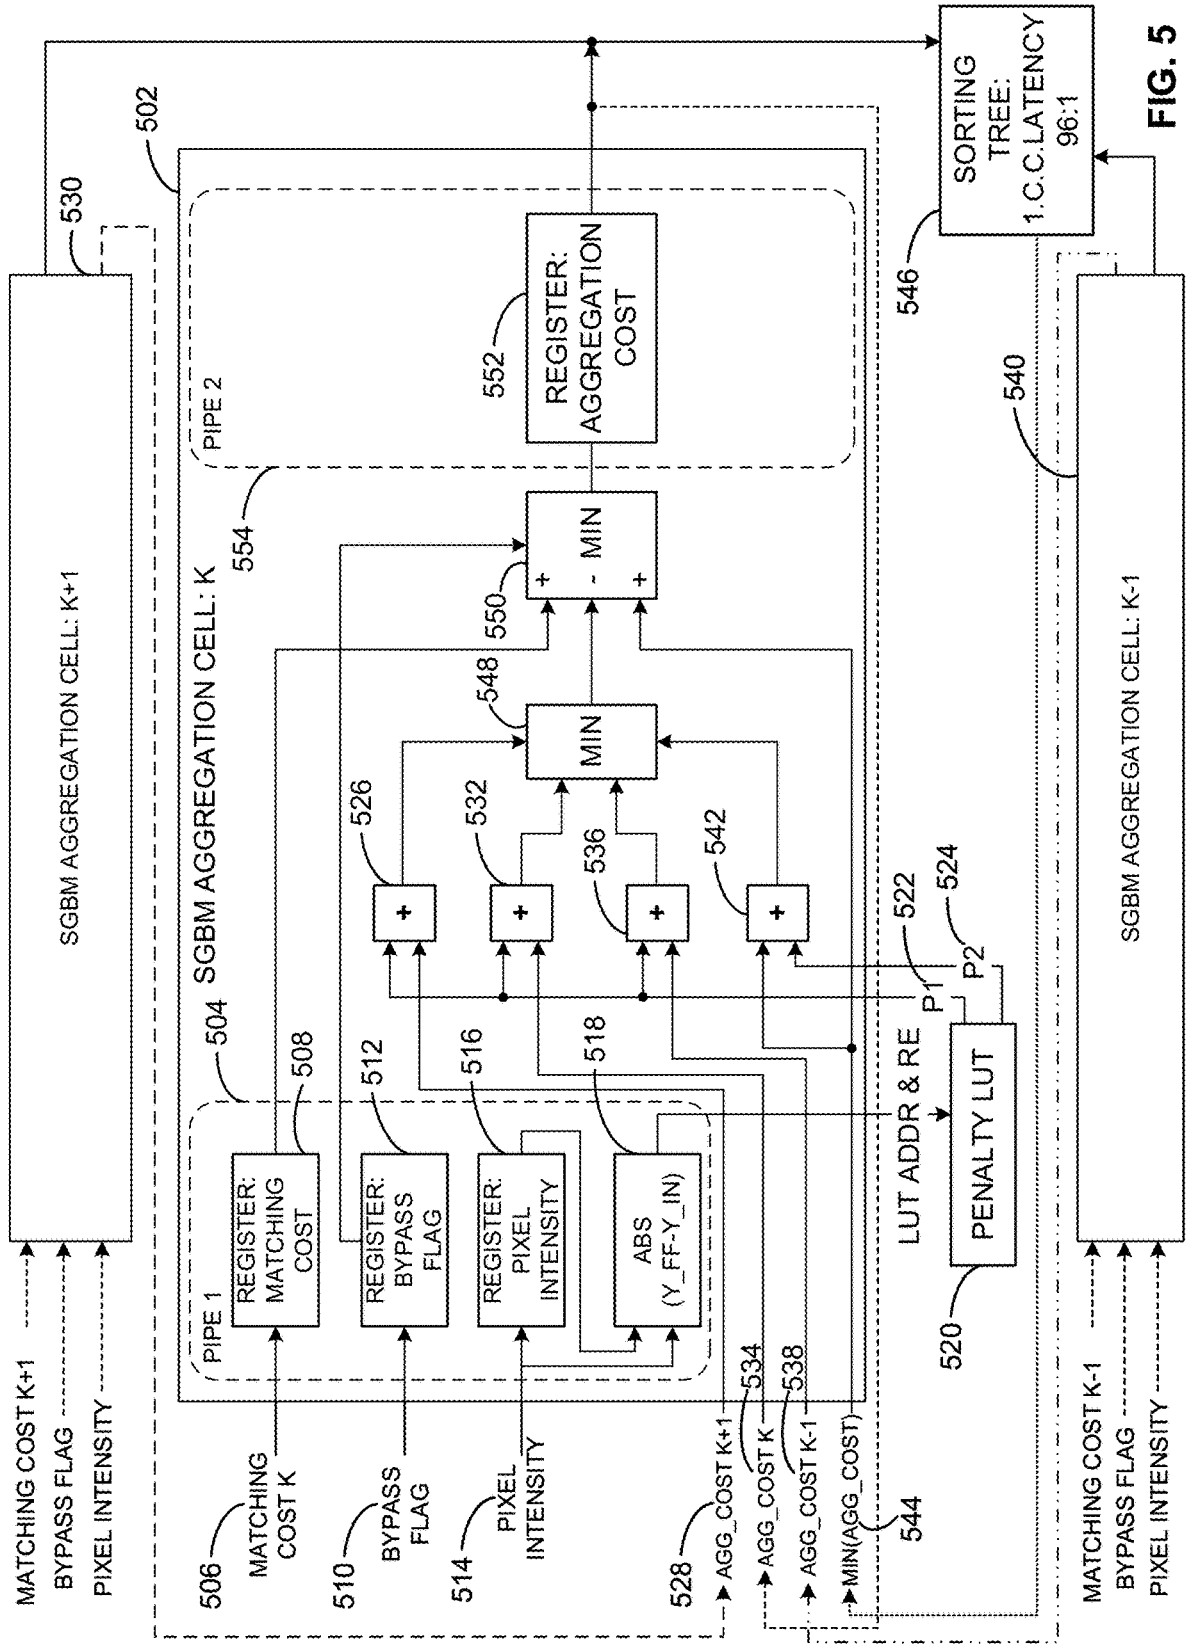 MATCHING COST K+1
BYPASS FLAG
PIXEL INTENSITY
SGBM AGGREGATION CELL: K+1
530
502
SGBM AGGREGATION CELL: K
504
PIPE 1
506
MATCHING
COST K
REGISTER:
MATCHING
COST
508
510
BYPASS
FLAG
REGISTER:
BYPASS
FLAG
512
514
PIXEL
INTENSITY
REGISTER:
PIXEL
INTENSITY
516
ABS
(Y_FF-Y_IN)
518
526
+
532
+
536
+
542
+
548
MIN
550
+
- MIN
+
554
PIPE 2
552
REGISTER:
AGGREGATION
COST
528
AGG_COST K+1
534
AGG_COST K
538
AGG_COST K-1
544
MIN(AGG_COST)
LUT ADDR & RE
P1
522
P2
524
520
PENALTY LUT
546
SORTING
TREE:
1.C.C.LATENCY
96:1
540
SGBM AGGREGATION CELL: K-1
MATCHING COST K-1
BYPASS FLAG
PIXEL INTENSITY
FIG. 5